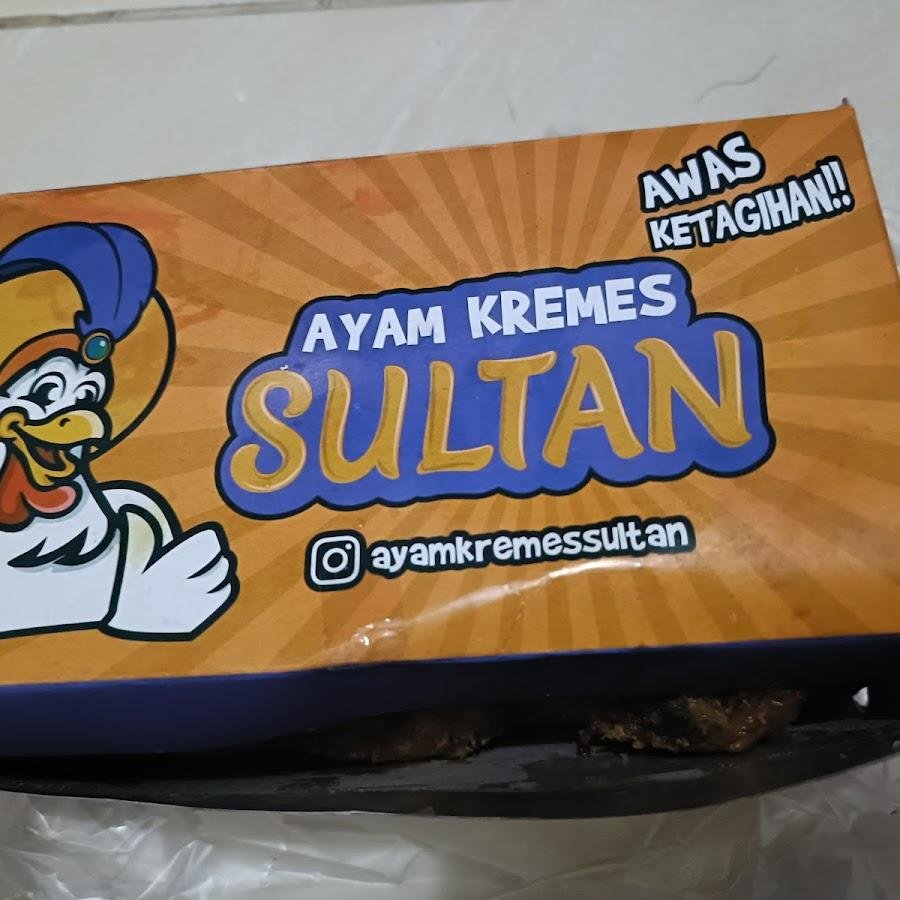 AWAS
KETAGIHAN!!
AYAM KREMES
SULTAN
ayamkremessultan